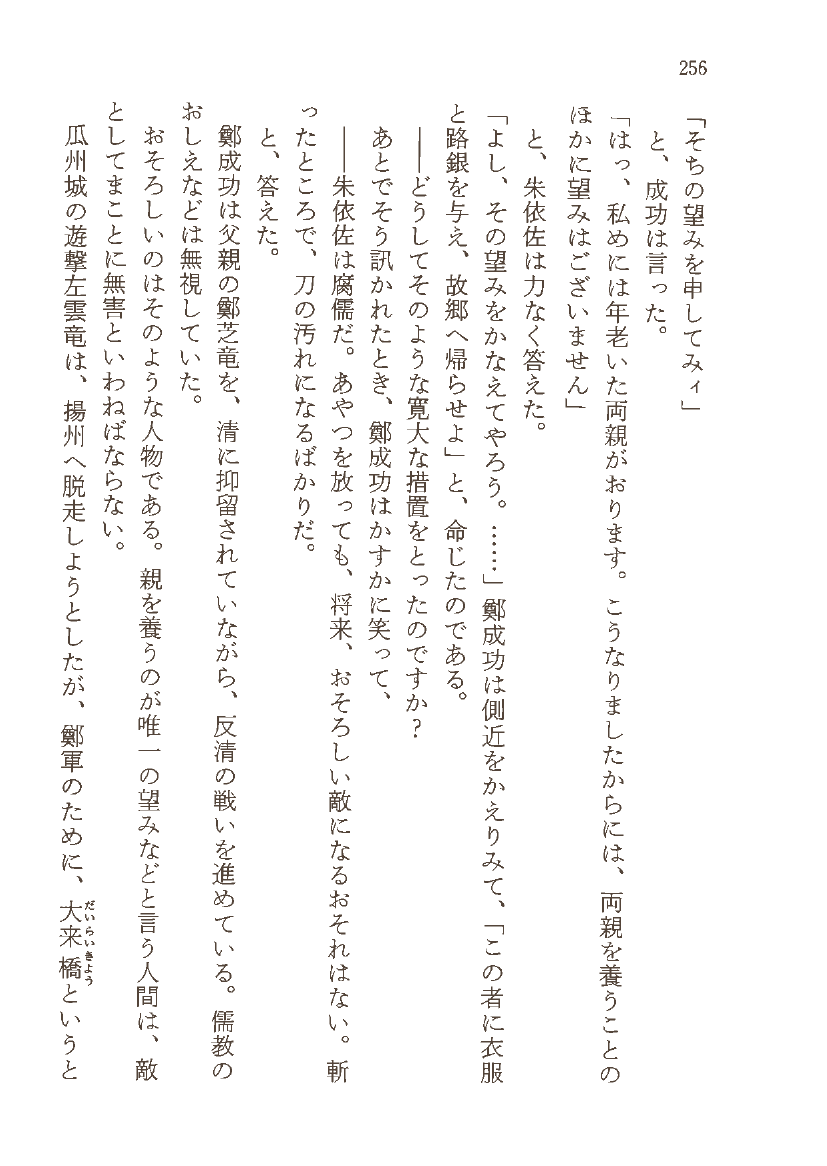 256
「そちの望みを申してみィ」
と、成功は言った。
「はっ、私めには年老いた両親がおります。こうなりましたからには、両親を養うことの
ほかに望みはございません」
と、朱依佐は力なく答えた。
「よし、その望みをかなえてやろう。……」鄭成功は側近をかえりみて、「この者に衣服
と路銀を与え、故郷へ帰らせよ」と、命じたのである。
――どうしてそのような寛大な措置をとったのですか?
あとでそう訊かれたとき、鄭成功はかすかに笑って、
――朱依佐は腐儒だ。あやつを放っても、将来、おそろしい敵になるおそれはない。斬
ったところで、刀の汚れになるばかりだ。
と、答えた。
鄭成功は父親の鄭芝竜を、清に抑留されていながら、反清の戦いを進めている。儒教の
おしえなどは無視していた。
おそろしいのはそのような人物である。親を養うのが唯一の望みなどと言う人間は、敵
としてまことに無害といわねばならない。
瓜州城の遊撃左雲竜は、揚州へ脱走しようとしたが、鄭軍のために、大来橋というと
だいらいきよう